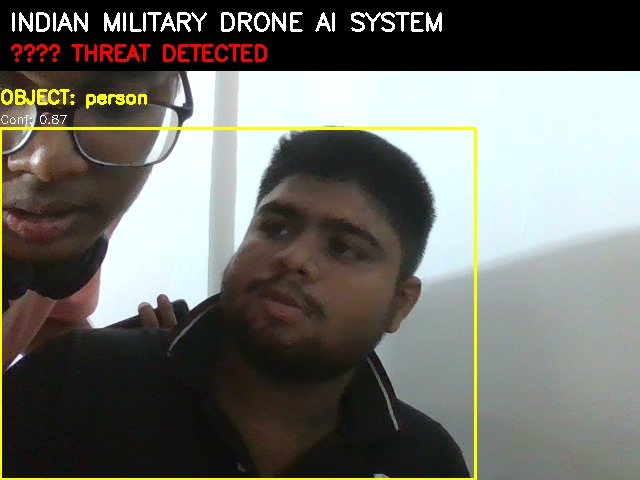 INDIAN MILITARY DRONE AI SYSTEM
???? THREAT DETECTED
OBJECT: person
Conf: 0.87